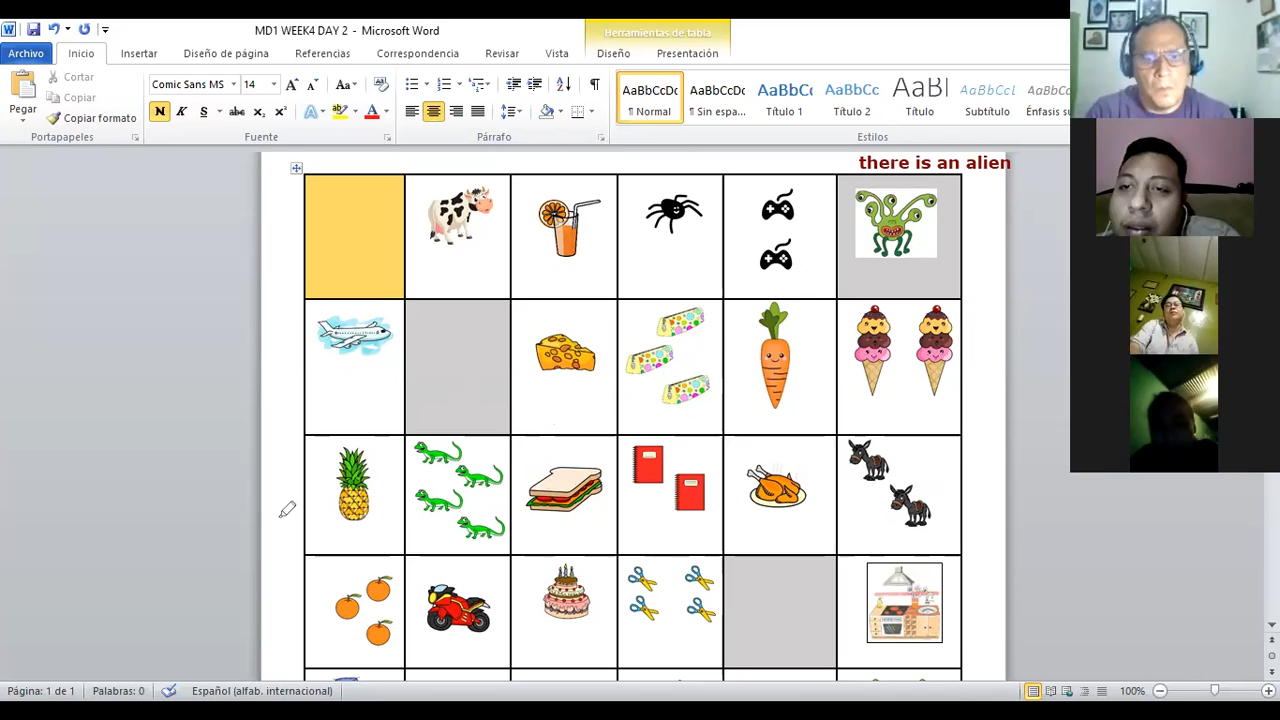 MD1 WEEK4 DAY 2 - Microsoft Word
Herramientas de tabla
Archivo Inicio Insertar Diseño de página Referencias Correspondencia Revisar Vista Diseño Presentación
Pegar
Cortar
Copiar
Copiar formato
Portapapeles
Comic Sans MS 14
N K S abc
Fuente
Párrafo
AaBbCcDc AaBbCcDc AaBbCc AaBbCc AaBl AaBbCcl AaBbCcL
¶ Normal ¶ Sin espa... Título 1 Título 2 Título Subtítulo Énfasis su
Estilos
there is an alien
Página: 1 de 1 Palabras: 0 Español (alfab. internacional) 100%